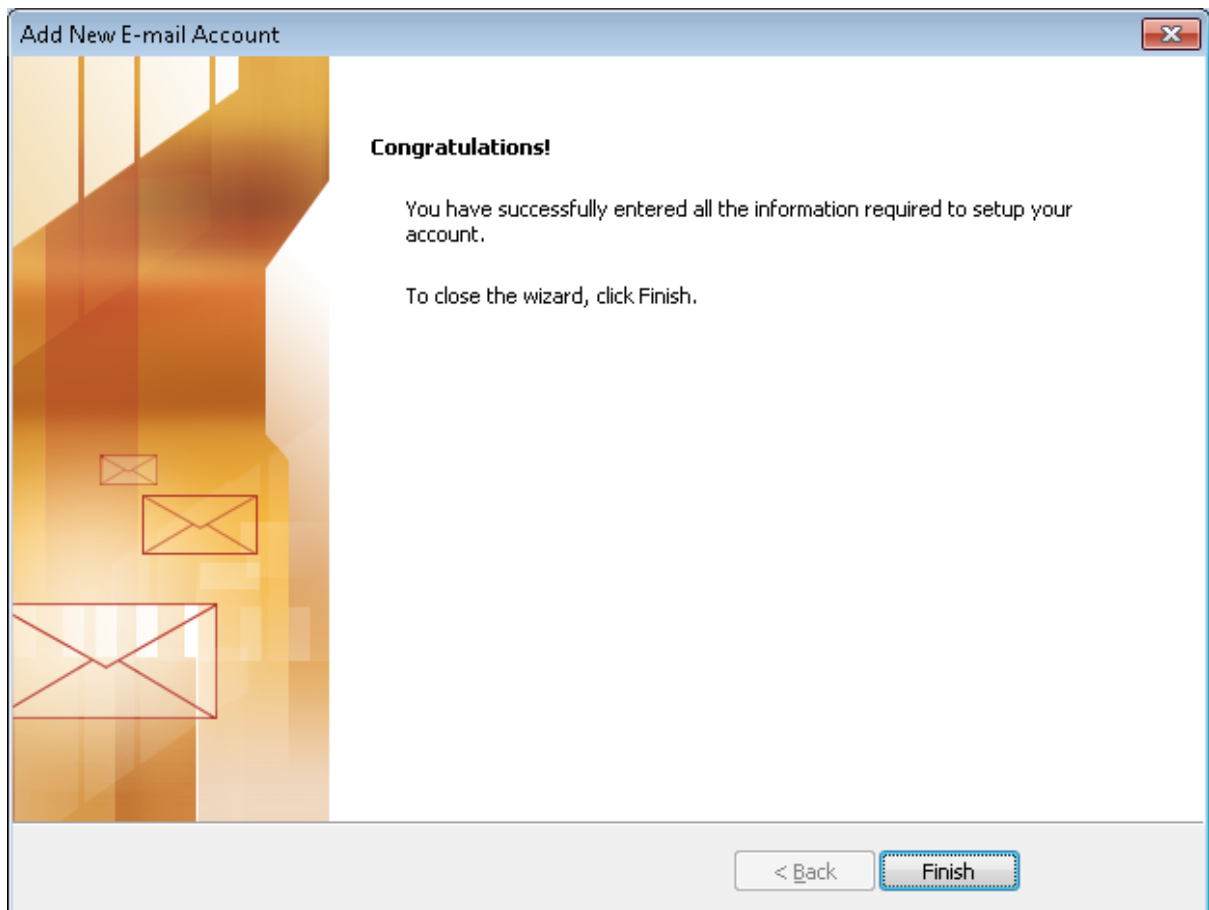 Add New E-mail Account
Congratulations!
You have successfully entered all the information required to setup your
account.
To close the wizard, click Finish.
< Back
Finish